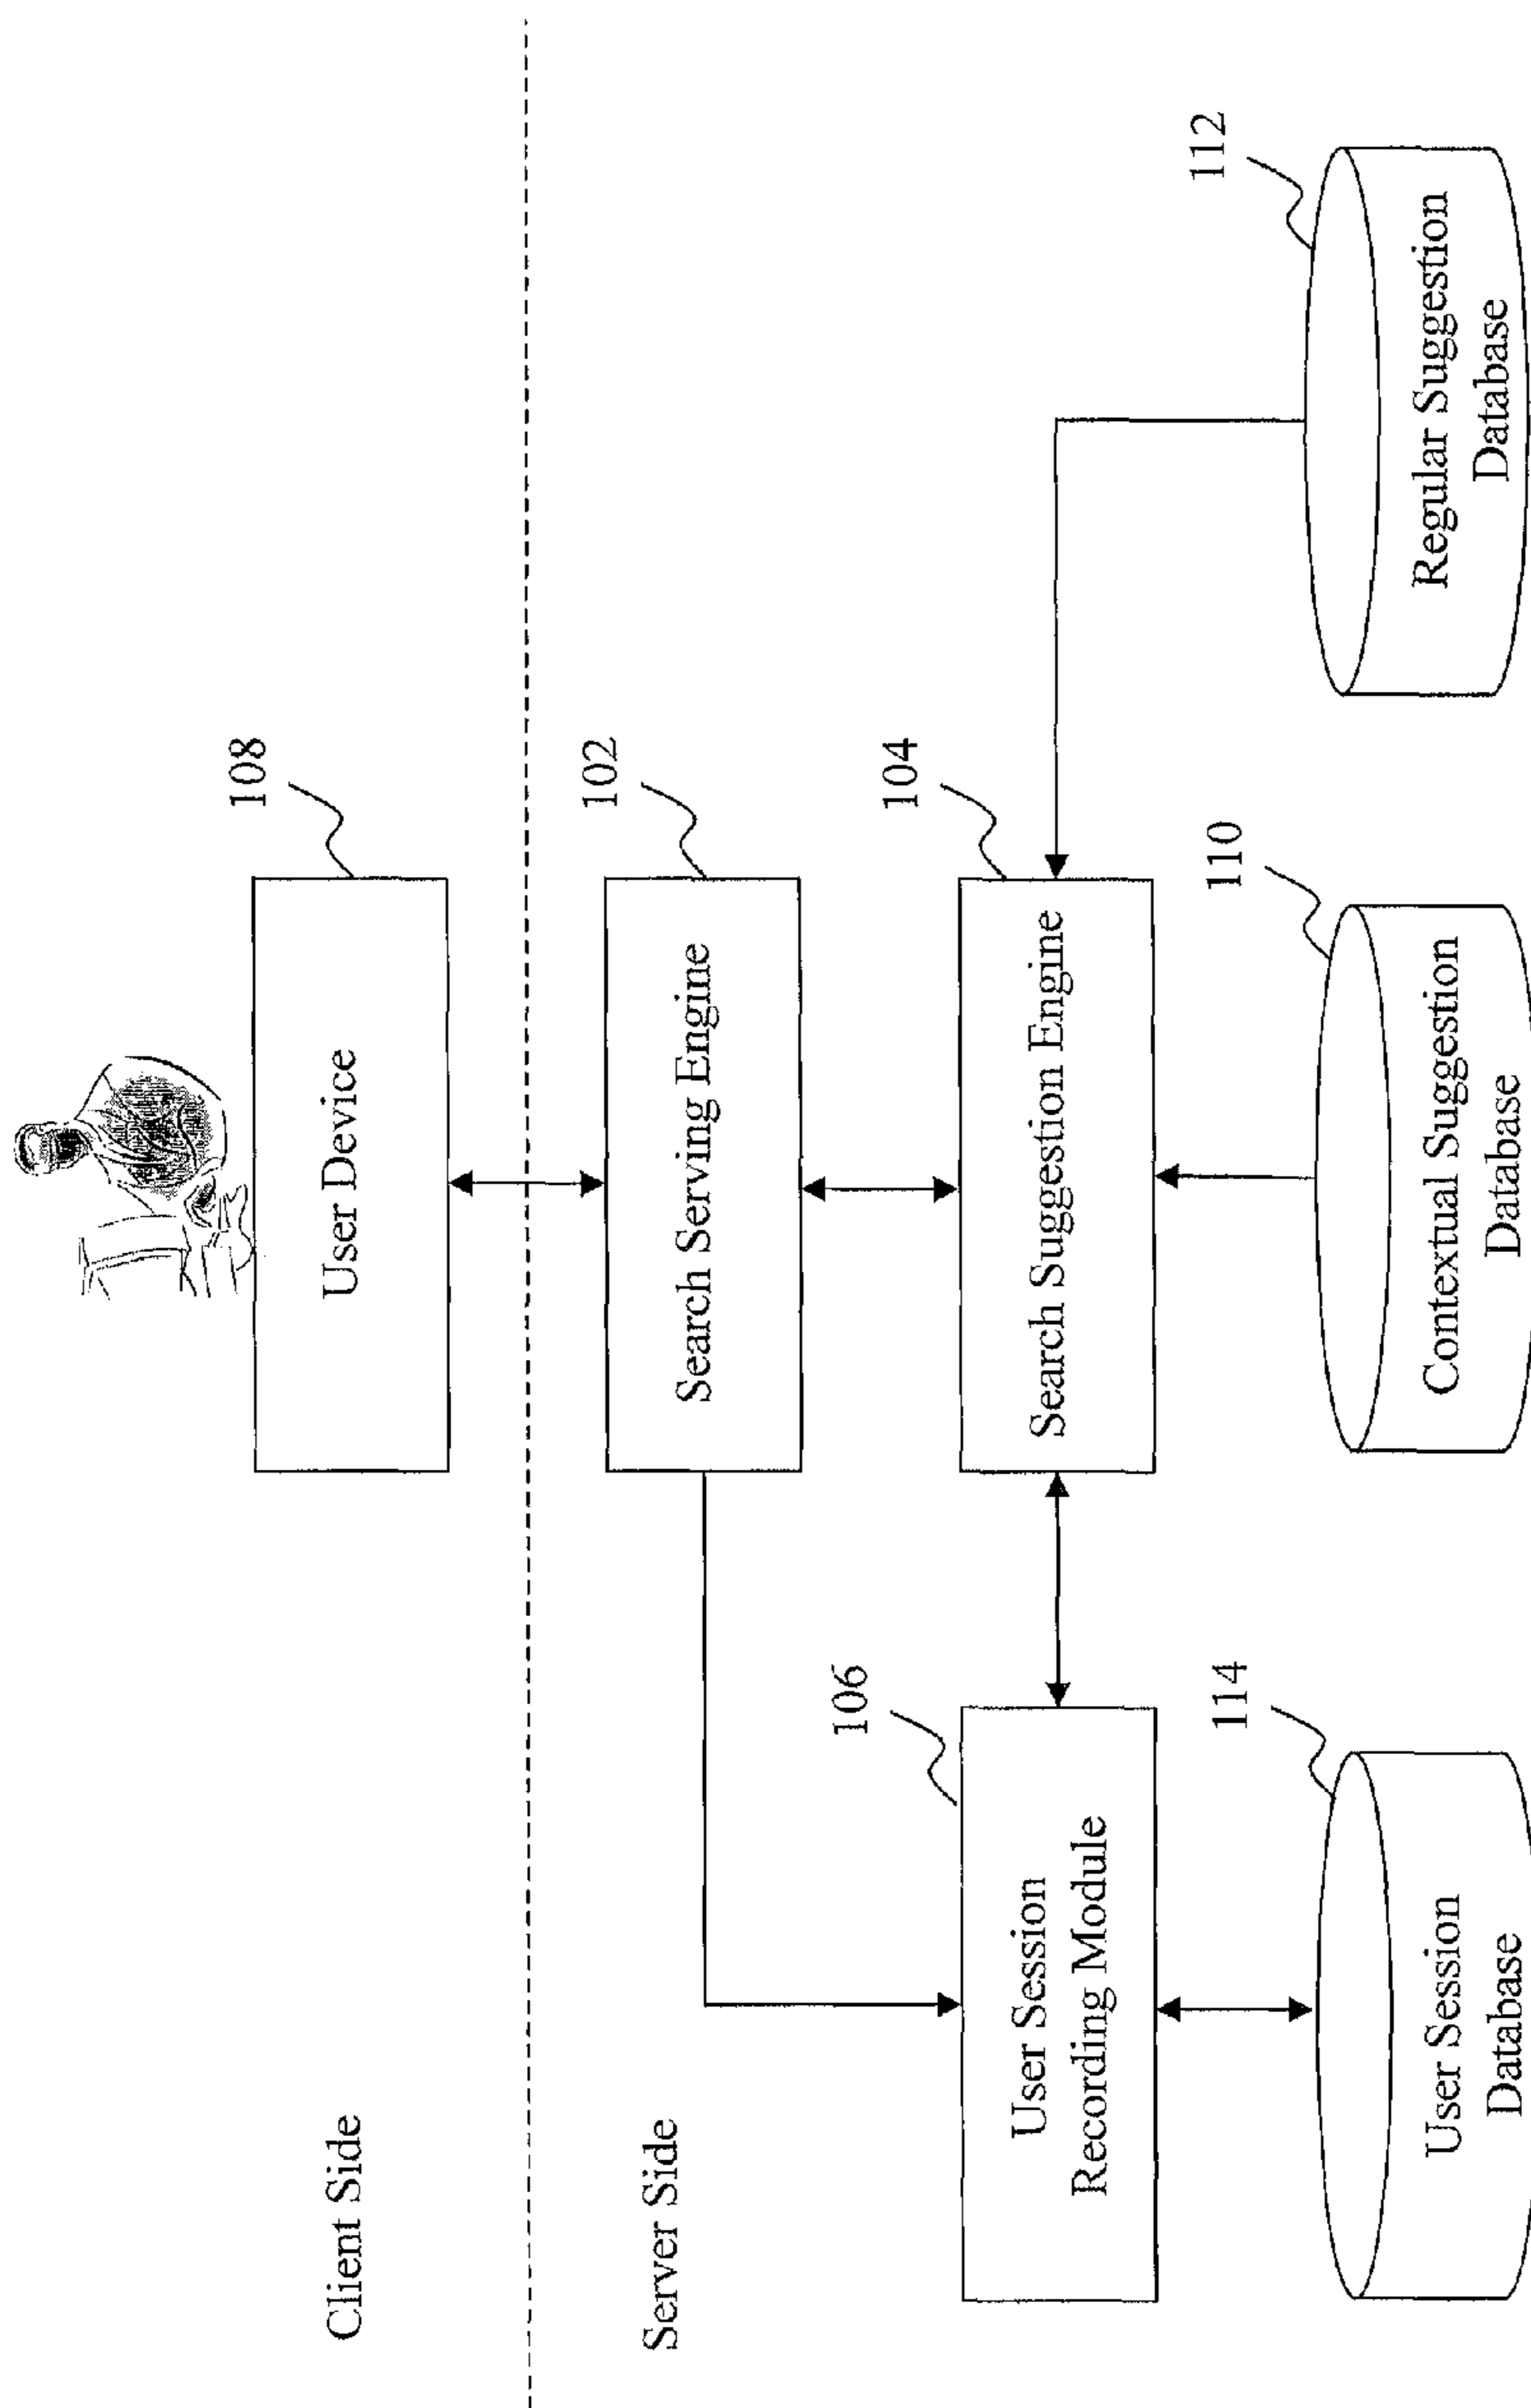 Client Side
108
User Device
Server Side
102
Search Serving Engine
106
User Session
Recording Module
104
Search Suggestion Engine
114
User Session
Database
110
Contextual Suggestion
Database
112
Regular Suggestion
Database